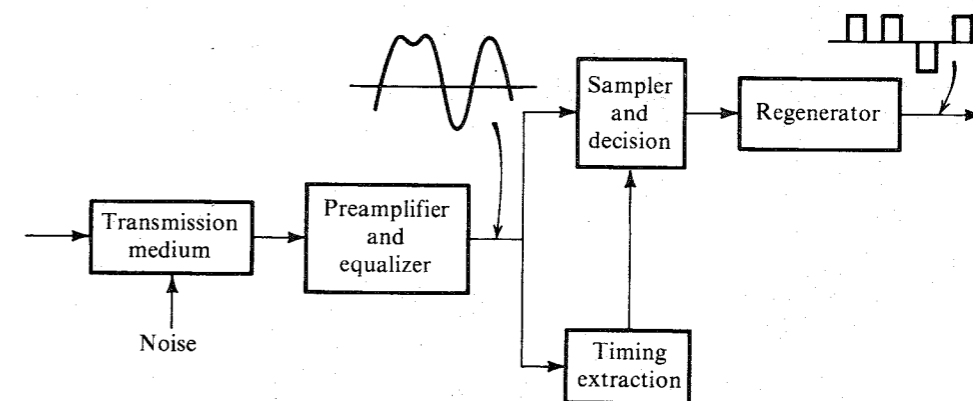 Sampler
and
decision
Regenerator
Transmission
medium
Preamplifier
and
equalizer
Noise
Timing
extraction